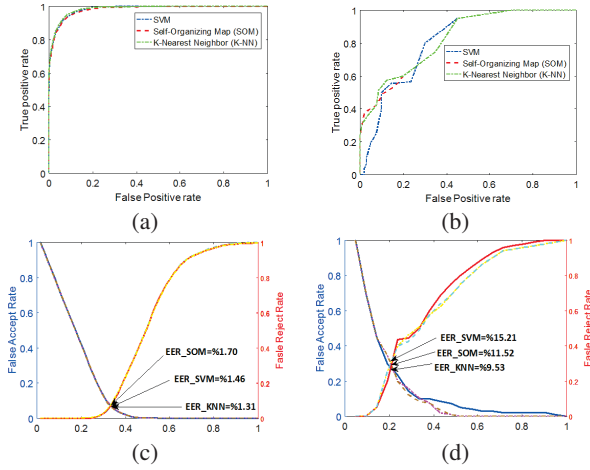 (a)
True positive rate
1
0.8
0.6
0.4
0.2
0
0 0.2 0.4 0.6 0.8 1
False Positive rate
SVM
Self-Organizing Map (SOM)
K-Nearest Neighbor (K-NN)
(a)
(b)
True positive rate
1
0.8
0.6
0.4
0.2
0
0 0.2 0.4 0.6 0.8 1
False Positive rate
SVM
Self-Organizing Map (SOM)
K-Nearest Neighbor (K-NN)
(b)
False Accept Rate
1
0.8
0.6
0.4
0.2
0
0 0.2 0.4 0.6 0.8 1
1
0.8
0.6
0.4
0.2
0
Fasle Reject Rate
EER_SOM=%1.70
EER_SVM=%1.46
EER_KNN=%1.31
(c)
False Accept Rate
1
0.8
0.6
0.4
0.2
0
0 0.2 0.4 0.6 0.8 1
1
0.8
0.6
0.4
0.2
0
Fasle Reject Rate
EER_SVM=%15.21
EER_SOM=%11.52
EER_KNN=%9.53
(d)